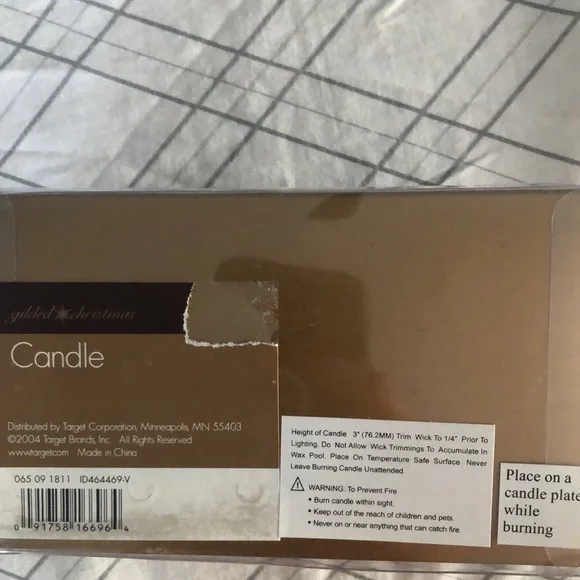 gilded christmas
Candle
Distributed by Target Corporation, Minneapolis, MN 55403
©2004 Target Brands, Inc. All Rights Reserved
www.target.com Made in China
065 09 1811 ID464469-V
0 91758 16696 4
Height of Candle 3" (76.2MM) Trim Wick To 1/4" Prior To
Lighting. Do Not Allow Wick Trimmings To Accumulate In
Wax Pool. Place On Temperature Safe Surface Never
Leave Burning Candle Unattended.
WARNING: To Prevent Fire
• Burn candle within sight.
• Keep out of the reach of children and pets.
• Never on or near anything that can catch fire.
Place on a
candle plate
while
burning